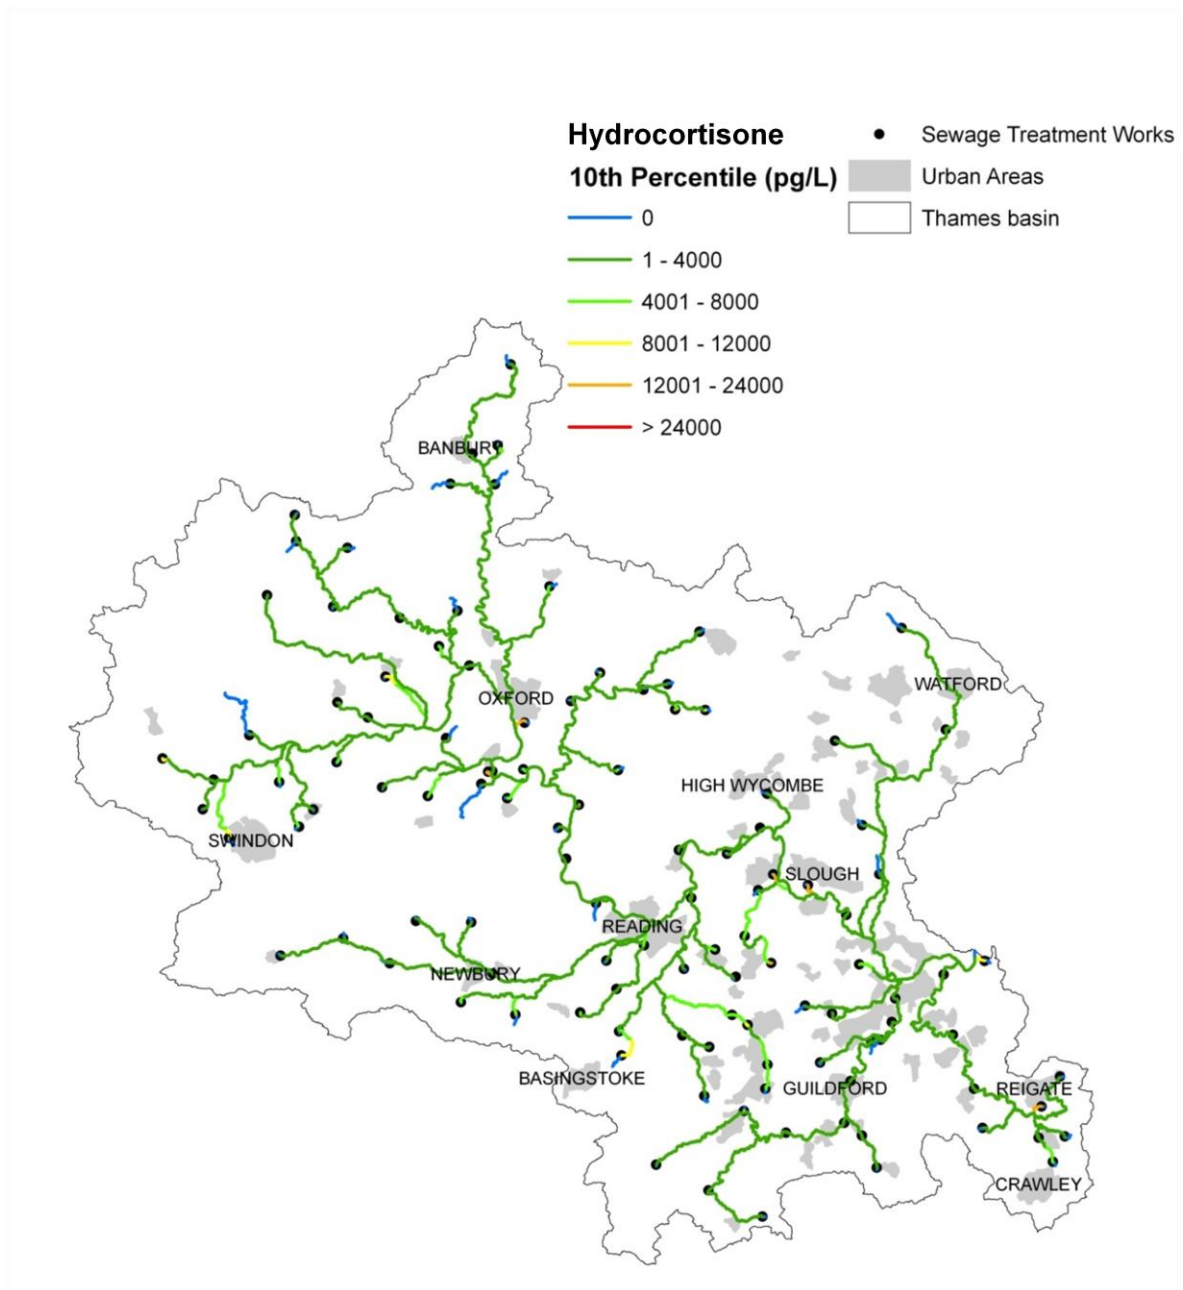 Hydrocortisone
10th Percentile (pg/L)
0
1 - 4000
4001 - 8000
8001 - 12000
12001 - 24000
> 24000
Sewage Treatment Works
Urban Areas
Thames basin
BANBURY
OXFORD
WATFORD
HIGH WYCOMBE
SWINDON
SLOUGH
READING
NEWBURY
BASINGSTOKE
GUILDFORD
REIGATE
CRAWLEY